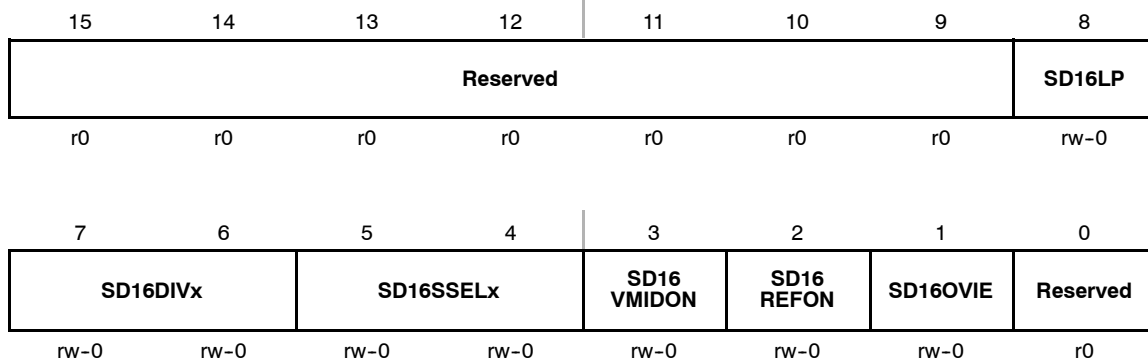 15 14 13 12 11 10 9 8
Reserved SD16LP
r0 r0 r0 r0 r0 r0 r0 rw-0
7 6 5 4 3 2 1 0
SD16DIVx SD16SSELx SD16 VMIDON SD16 REFON SD16OVIE Reserved
rw-0 rw-0 rw-0 rw-0 rw-0 rw-0 rw-0 r0